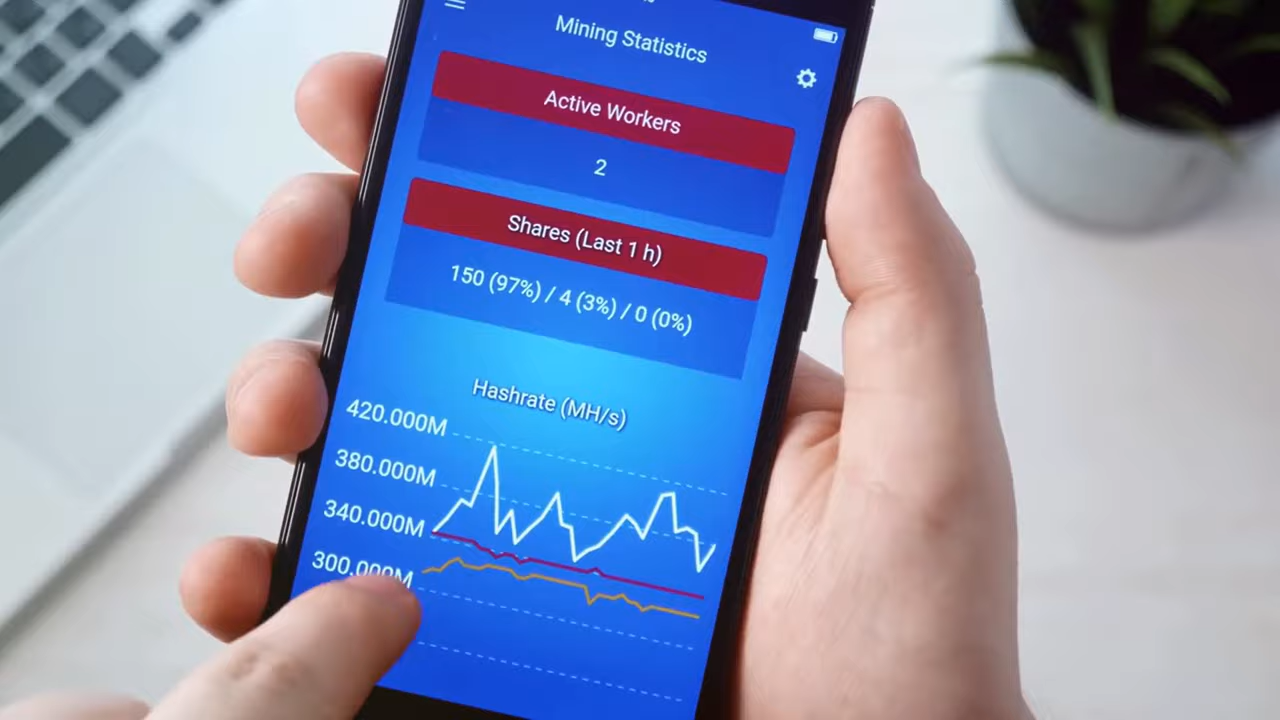 Mining Statistics
Active Workers
2
Shares (Last 1 h)
150 (97%) / 4 (3%) / 0 (0%)
Hashrate (MH/s)
420.000M
380.000M
340.000M
300.000M